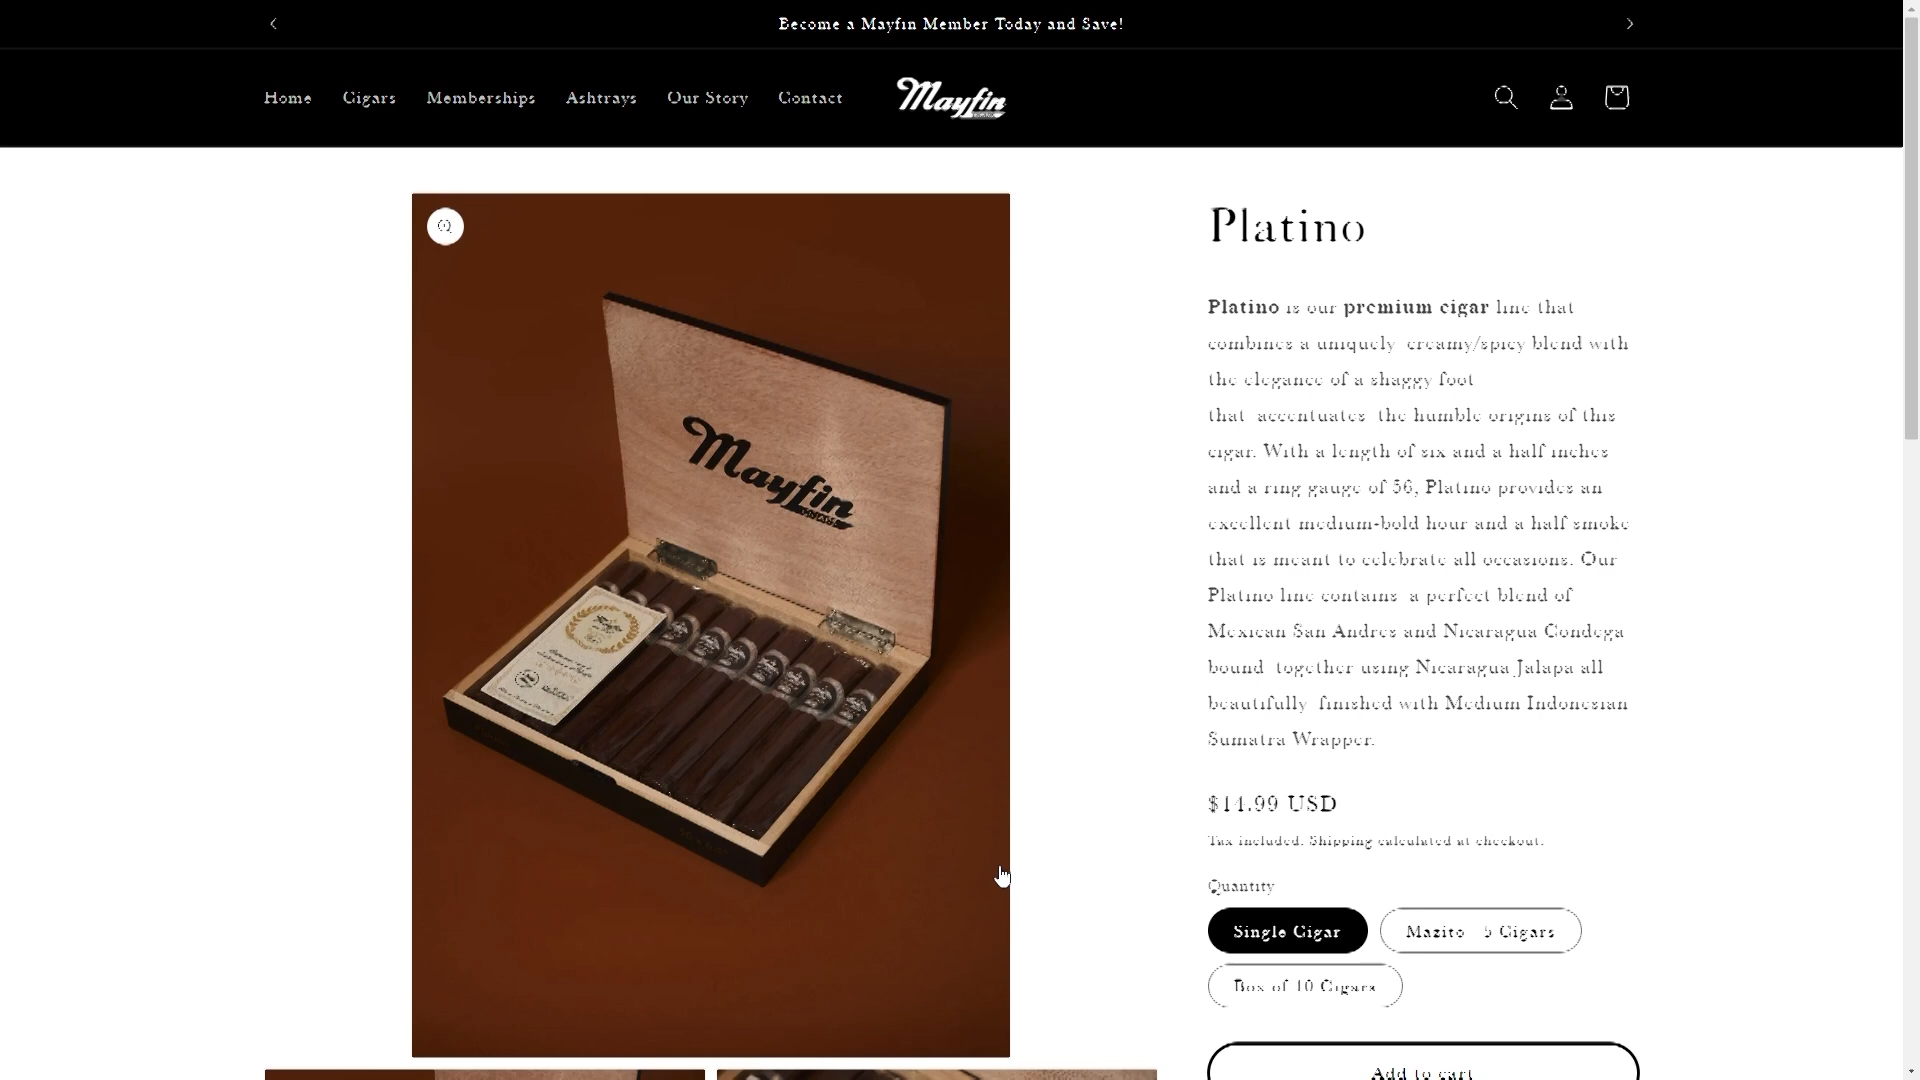 Become a Mayfin Member Today and Save!
Home Cigars Memberships Ashtrays Our Story Contact
Mayfin
Platino
Platino is our premium cigar line that
combines a uniquely creamy/spicy blend with
the elegance of a shaggy foot
that accentuates the humble origins of this
cigar. With a length of six and a half inches
and a ring gauge of 56, Platino provides an
excellent medium-bold hour and a half smoke
that is meant to celebrate all occasions. Our
Platino line contains a perfect blend of
Mexican San Andres and Nicaragua Condega
bound together using Nicaragua Jalapa all
beautifully finished with Medium Indonesian
Sumatra Wrapper.
$14.99 USD
Tax included. Shipping calculated at checkout.
Quantity
Single Cigar
Mazito 5 Cigars
Box of 10 Cigars
Add to cart
Mayfin